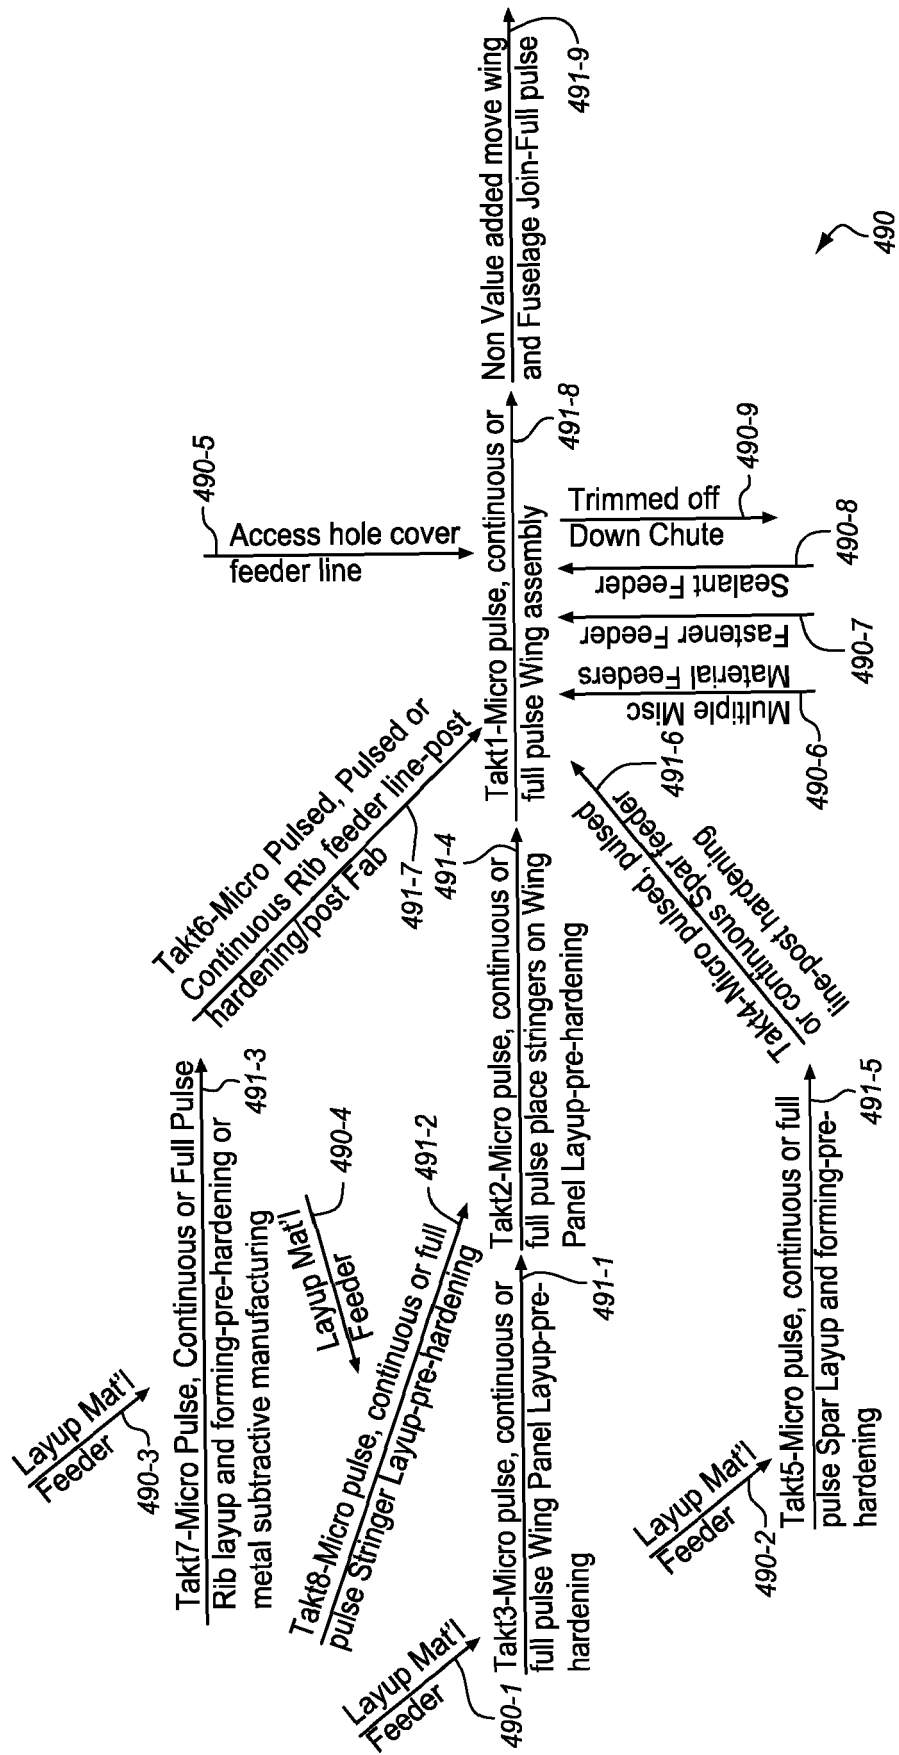 Layup Mat'l
Feeder
490-3
Takt7-Micro Pulse, Continuous or Full Pulse
Rib layup and forming-pre-hardening or
metal subtractive manufacturing
491-3
Takt6-Micro Pulsed, Pulsed or
Continuous Rib feeder line-post
hardening/post Fab
491-7
490-5
Access hole cover
feeder line
Layup Mat'l
Feeder
490-4
Takt8-Micro pulse, continuous or full
pulse Stringer Layup-pre-hardening
491-2
Layup Mat'l
Feeder
490-1
Takt3-Micro pulse, continuous or
full pulse Wing Panel Layup-pre-
hardening
491-1
Takt2-Micro pulse, continuous or
full pulse place stringers on Wing
Panel Layup-pre-hardening
491-4
Takt1-Micro pulse, continuous or
full pulse Wing assembly
491-8
Non Value added move wing
and Fuselage Join-Full pulse
491-9
Multiple Misc
Material Feeders
490-6
Fastener Feeder
490-7
Sealant Feeder
490-8
Trimmed off
Down Chute
490-9
Layup Mat'l
Feeder
490-2
Takt5-Micro pulse, continuous or full
pulse Spar Layup and forming-pre-
hardening
491-5
Takt4-Micro pulsed, pulsed
or continuous Spar feeder
line-post hardening
491-6
490